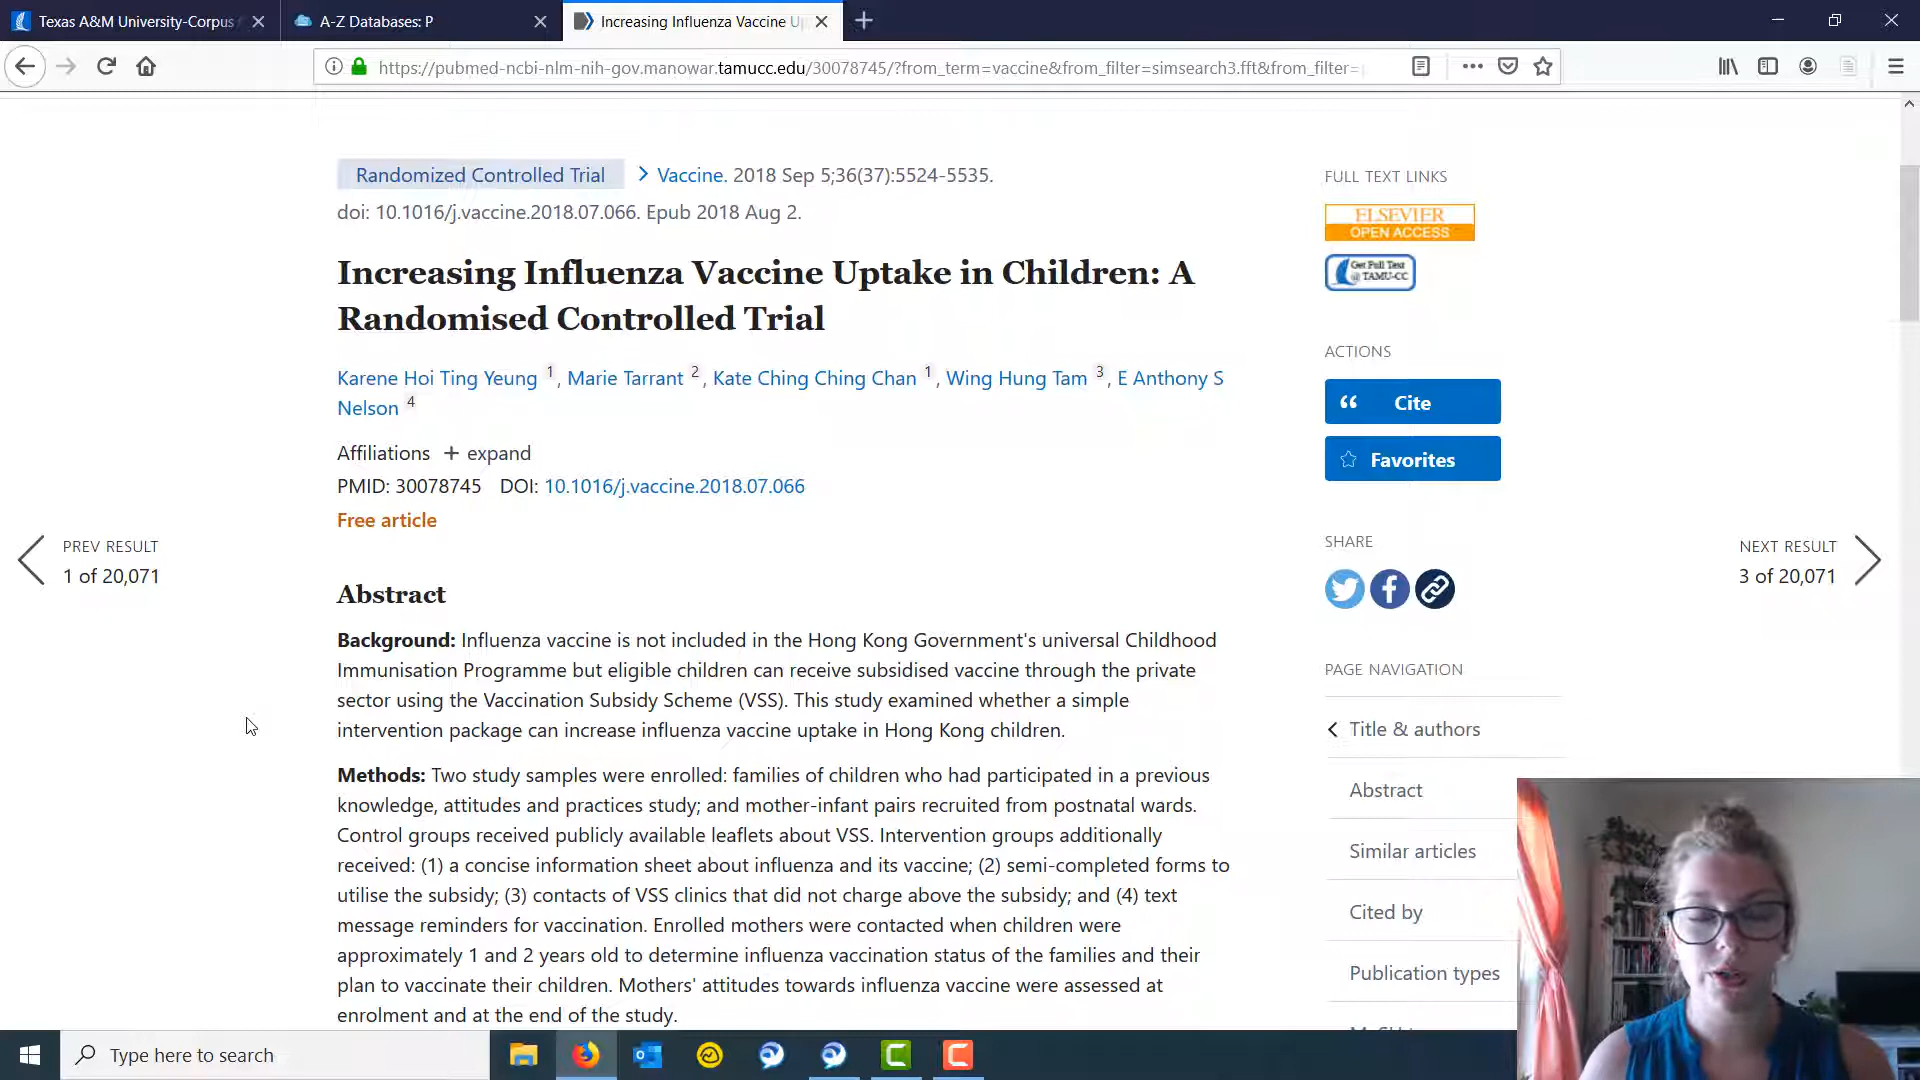 Texas A&M University-Corpus
A-Z Databases: P
Increasing Influenza Vaccine Up
https://pubmed-ncbi-nlm-nih-gov.manowar.tamucc.edu/30078745/?from_term=vaccine&from_filter=simsearch3.fft&from_filter=
Randomized Controlled Trial
Vaccine. 2018 Sep 5;36(37):5524-5535.
doi: 10.1016/j.vaccine.2018.07.066. Epub 2018 Aug 2.
Increasing Influenza Vaccine Uptake in Children: A
Randomised Controlled Trial
Karene Hoi Ting Yeung 1, Marie Tarrant 2, Kate Ching Ching Chan 1, Wing Hung Tam 3, E Anthony S
Nelson 4
Affiliations + expand
PMID: 30078745 DOI: 10.1016/j.vaccine.2018.07.066
Free article
PREV RESULT
1 of 20,071
Abstract
Background: Influenza vaccine is not included in the Hong Kong Government's universal Childhood
Immunisation Programme but eligible children can receive subsidised vaccine through the private
sector using the Vaccination Subsidy Scheme (VSS). This study examined whether a simple
intervention package can increase influenza vaccine uptake in Hong Kong children.
Methods: Two study samples were enrolled: families of children who had participated in a previous
knowledge, attitudes and practices study; and mother-infant pairs recruited from postnatal wards.
Control groups received publicly available leaflets about VSS. Intervention groups additionally
received: (1) a concise information sheet about influenza and its vaccine; (2) semi-completed forms to
utilise the subsidy; (3) contacts of VSS clinics that did not charge above the subsidy; and (4) text
message reminders for vaccination. Enrolled mothers were contacted when children were
approximately 1 and 2 years old to determine influenza vaccination status of the families and their
plan to vaccinate their children. Mothers' attitudes towards influenza vaccine were assessed at
enrolment and at the end of the study.
FULL TEXT LINKS
ELSEVIER
OPEN ACCESS
Get Full Text
@ TAMU-CC
ACTIONS
Cite
Favorites
SHARE
NEXT RESULT
3 of 20,071
PAGE NAVIGATION
Title & authors
Abstract
Similar articles
Cited by
Publication types
Type here to search